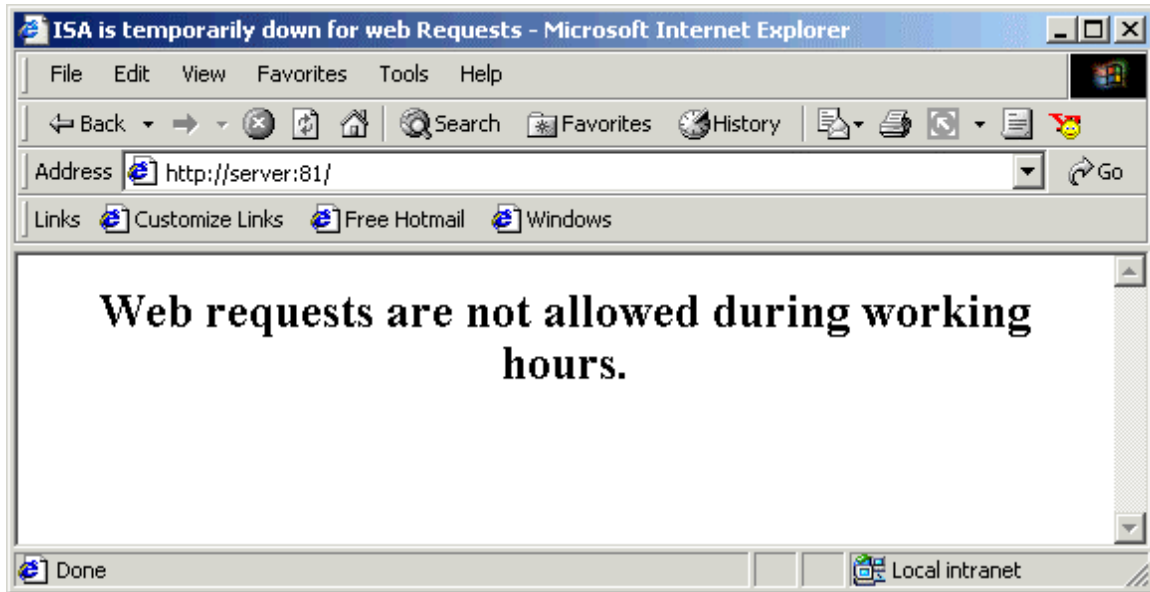 ISA is temporarily down for web Requests - Microsoft Internet Explorer
File Edit View Favorites Tools Help
Back Search Favorites History
Address http://server:81/ Go
Links Customize Links Free Hotmail Windows
Web requests are not allowed during working
hours.
Done Local intranet